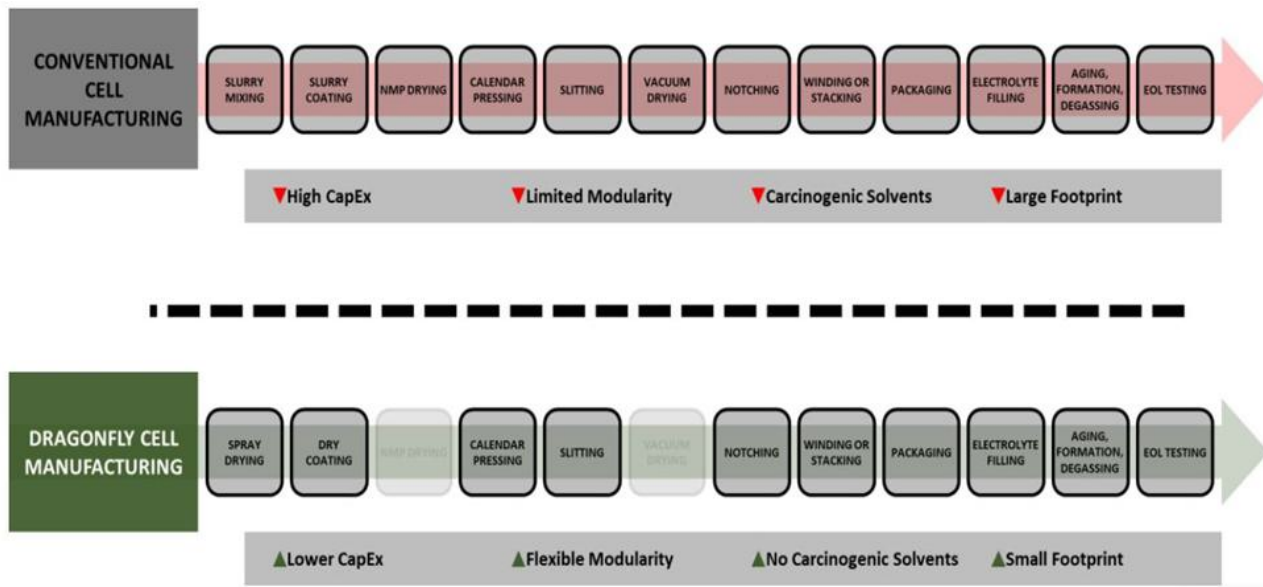 CONVENTIONAL
CELL
MANUFACTURING
SLURRY
MIXING
SLURRY
COATING
NMP DRYING
CALENDAR
PRESSING
SLITTING
VACUUM
DRYING
NOTCHING
WINDING OR
STACKING
PACKAGING
ELECTROLYTE
FILLING
AGING,
FORMATION,
DEGASSING
EOL TESTING
▼High CapEx
▼Limited Modularity
▼Carcinogenic Solvents
▼Large Footprint
DRAGONFLY CELL
MANUFACTURING
SPRAY
DRYING
DRY
COATING
NMP DRYING
CALENDAR
PRESSING
SLITTING
VACUUM
DRYING
NOTCHING
WINDING OR
STACKING
PACKAGING
ELECTROLYTE
FILLING
AGING,
FORMATION,
DEGASSING
EOL TESTING
▲Lower CapEx
▲Flexible Modularity
▲No Carcinogenic Solvents
▲Small Footprint